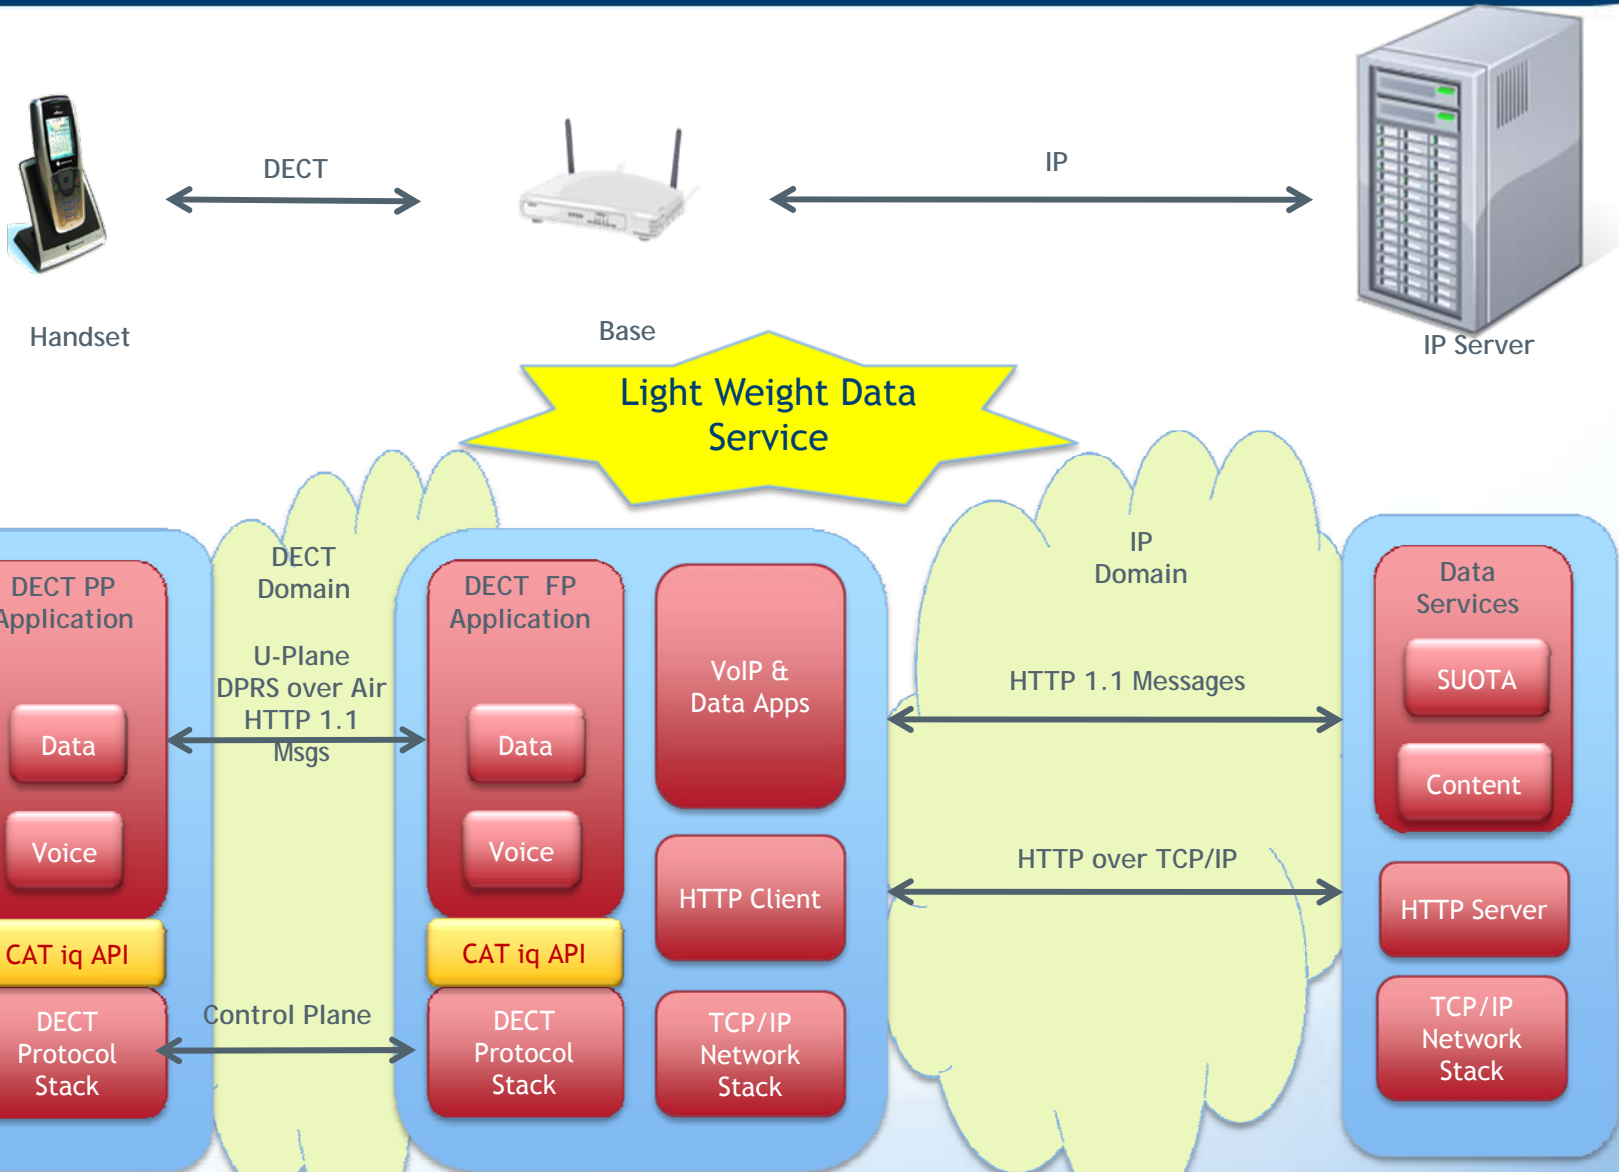 DECT
IP
Handset
Base
IP Server
Light Weight Data
Service
DECT PP
Application
Data
Voice
CAT iq API
DECT
Protocol
Stack
DECT
Domain
U-Plane
DPRS over Air
HTTP 1.1
Msgs
Control Plane
DECT FP
Application
Data
Voice
CAT iq API
DECT
Protocol
Stack
VoIP &
Data Apps
HTTP Client
TCP/IP
Network
Stack
IP
Domain
HTTP 1.1 Messages
HTTP over TCP/IP
Data
Services
SUOTA
Content
HTTP Server
TCP/IP
Network
Stack